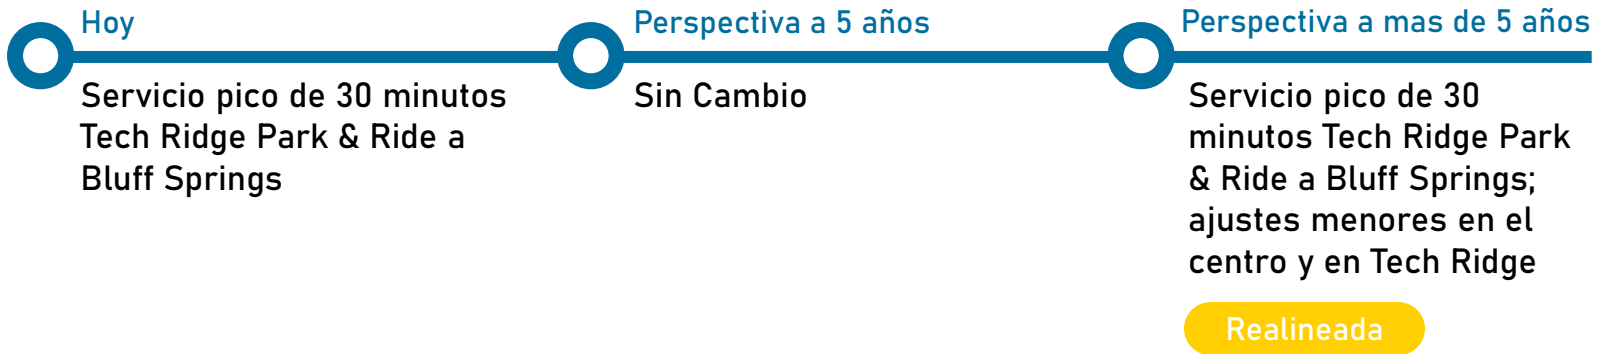 Hoy
Servicio pico de 30 minutos
Tech Ridge Park & Ride a
Bluff Springs
Perspectiva a 5 años
Sin Cambio
Perspectiva a mas de 5 años
Servicio pico de 30
minutos Tech Ridge Park
& Ride a Bluff Springs;
ajustes menores en el
centro y en Tech Ridge
Realineada